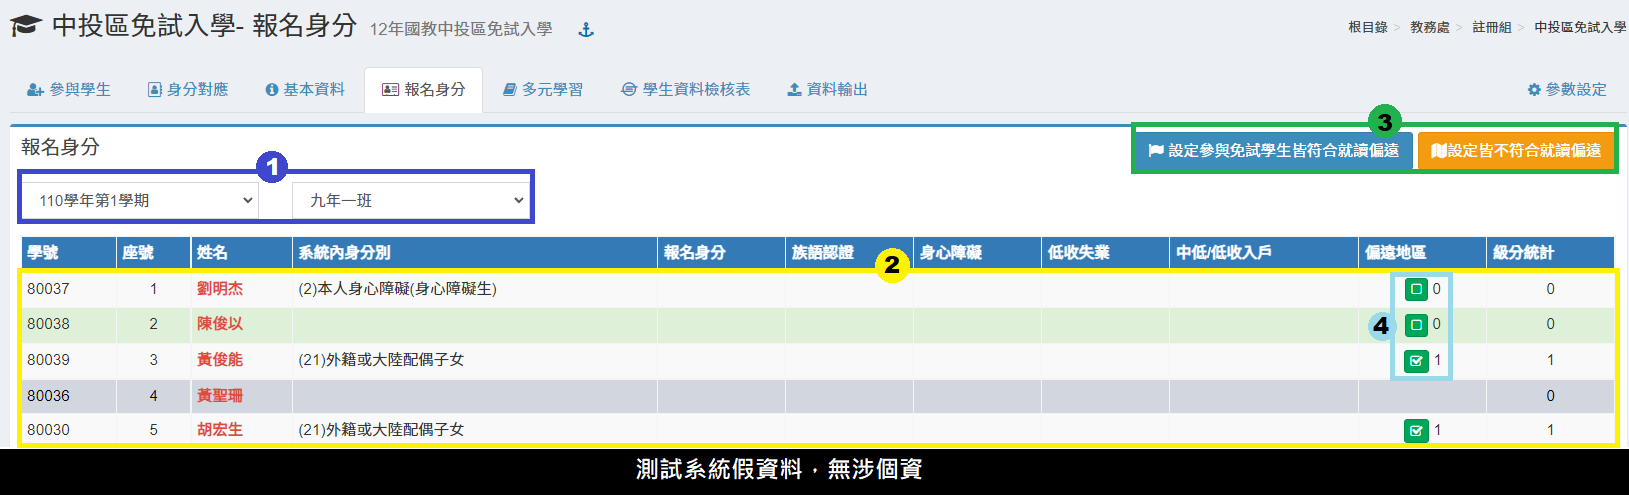 中投區免試入學- 報名身分 12年國教中投區免試入學
根目錄 > 教務處 > 註冊組 > 中投區免試入學
參與學生 身分對應 基本資料 報名身分 多元學習 學生資料檢核表 資料輸出 參數設定
報名身分
3
設定參與免試學生皆符合就讀偏遠 設定皆不符合就讀偏遠
1
110學年第1學期 九年一班
學號 座號 姓名 系統內身分別 報名身分 族語認證 身心障礙 低收失業 中低/低收入戶 偏遠地區 級分統計
2
80037 1 劉明杰 (2)本人身心障礙(身心障礙生) 0 0
80038 2 陳俊以 0 0
4
80039 3 黃俊能 (21)外籍或大陸配偶子女 1 1
80036 4 黃聖珊 0
80030 5 胡宏生 (21)外籍或大陸配偶子女 1 1
測試系統假資料，無涉個資